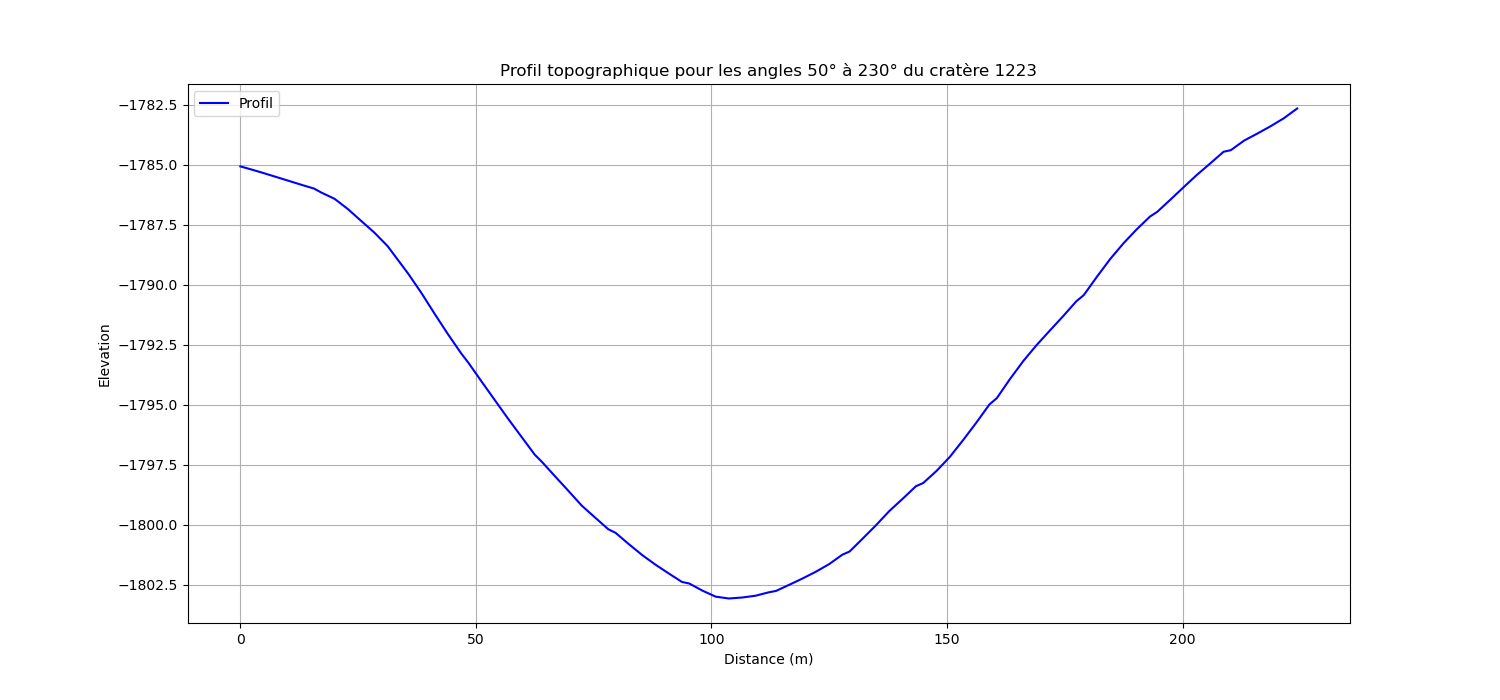 Profil topographique pour les angles 50° à 230° du cratère 1223
Profil
−1782.5
−1785.0
−1787.5
−1790.0
−1792.5
−1795.0
−1797.5
−1800.0
−1802.5
Elevation
0 50 100 150 200
Distance (m)